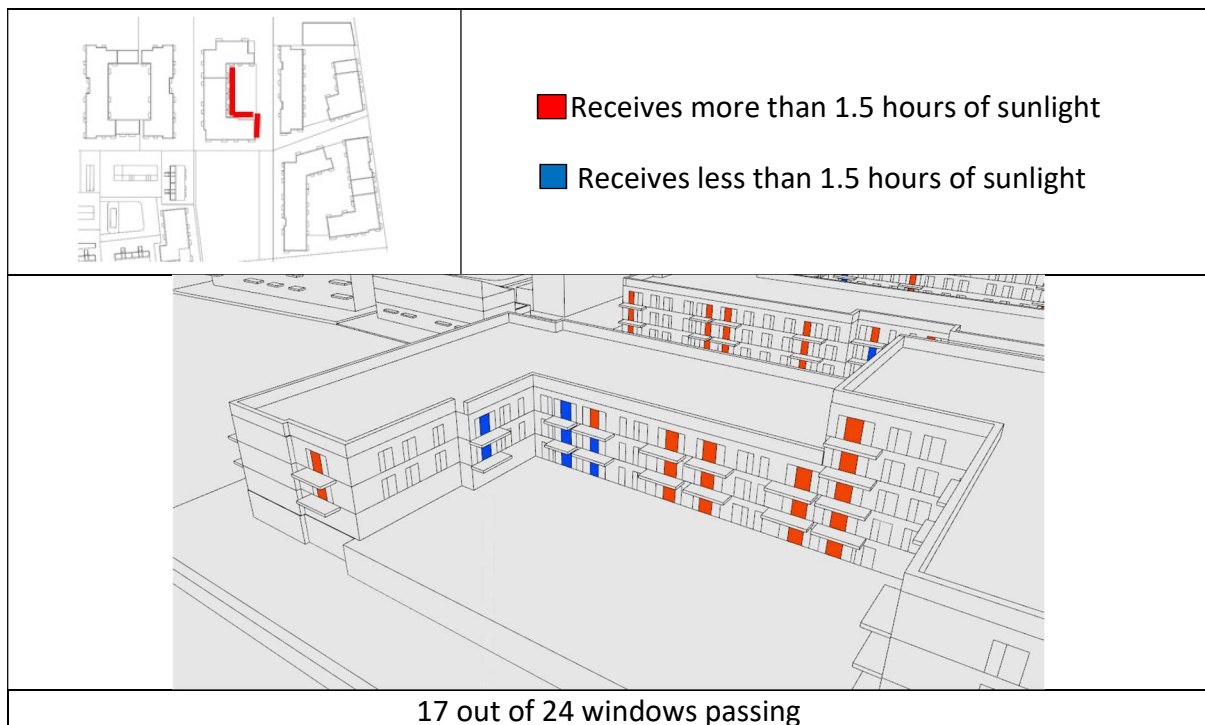 Receives more than 1.5 hours of sunlight
Receives less than 1.5 hours of sunlight
17 out of 24 windows passing